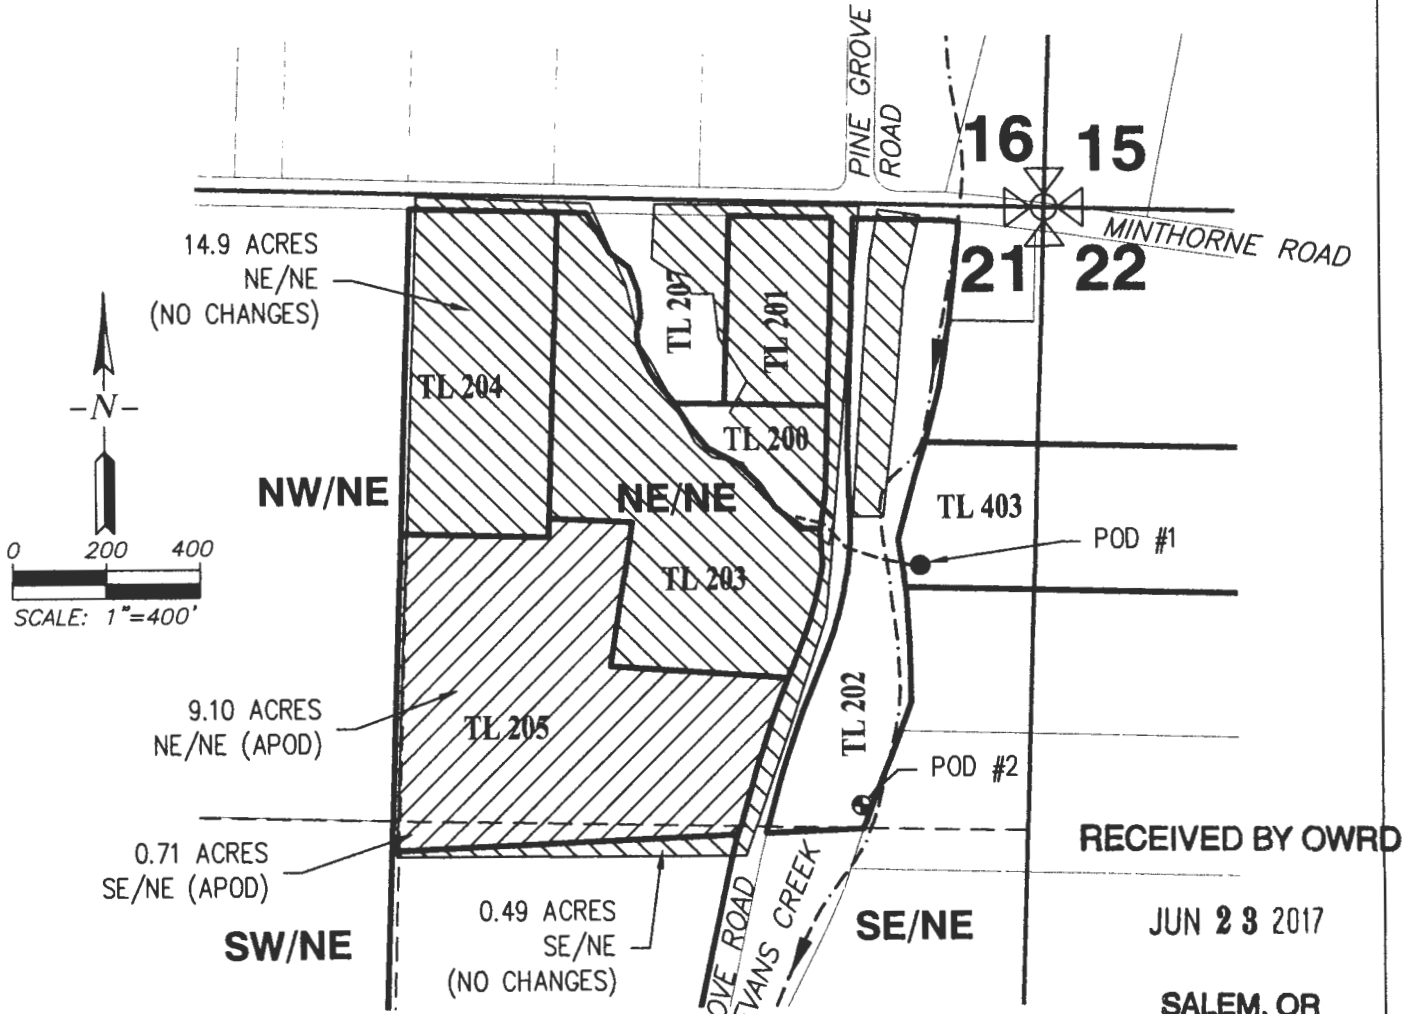 PINE GROVE
ROAD
16
15
21
22
MINTHORNE ROAD
14.9 ACRES
NE/NE
(NO CHANGES)
TL 207
TL 201
TL 204
TL 200
-N-
NW/NE
NE/NE
TL 403
POD #1
0 200 400
SCALE: 1"=400'
TL 203
9.10 ACRES
NE/NE (APOD)
TL 205
TL 202
POD #2
0.71 ACRES
SE/NE (APOD)
RECEIVED BY OWRD
0.49 ACRES
SE/NE
(NO CHANGES)
SW/NE
OVE ROAD
EVANS CREEK
SE/NE
JUN 23 2017
SALEM, OR